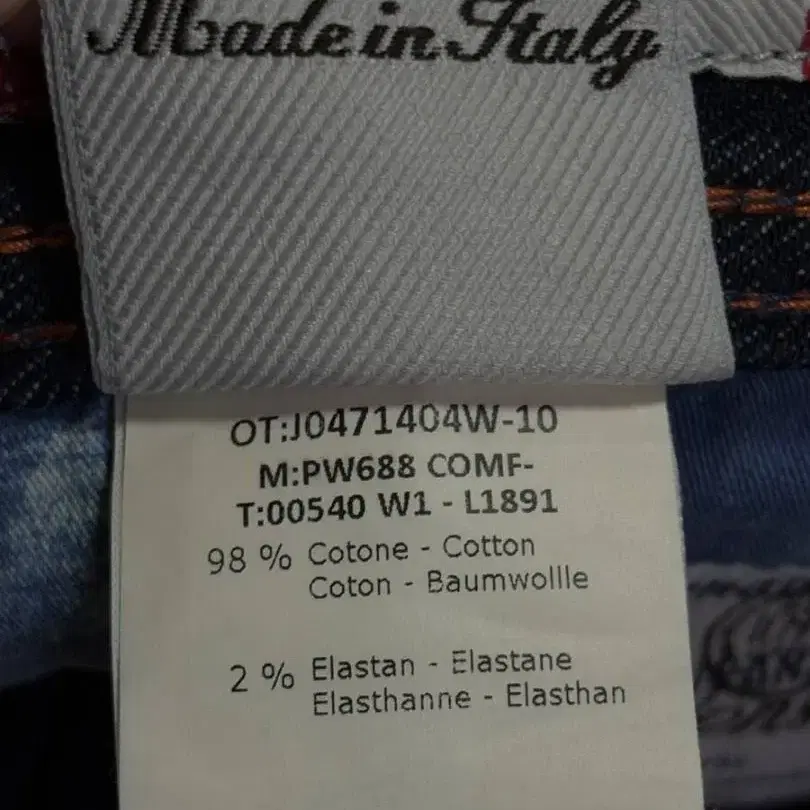 Made in Italy
OT:J0471404W-10
M:PW688 COMF-
T:00540 W1 - L1891
98 % Cotone - Cotton
Coton - Baumwollle
2 % Elastan - Elastane
Elasthanne - Elasthan